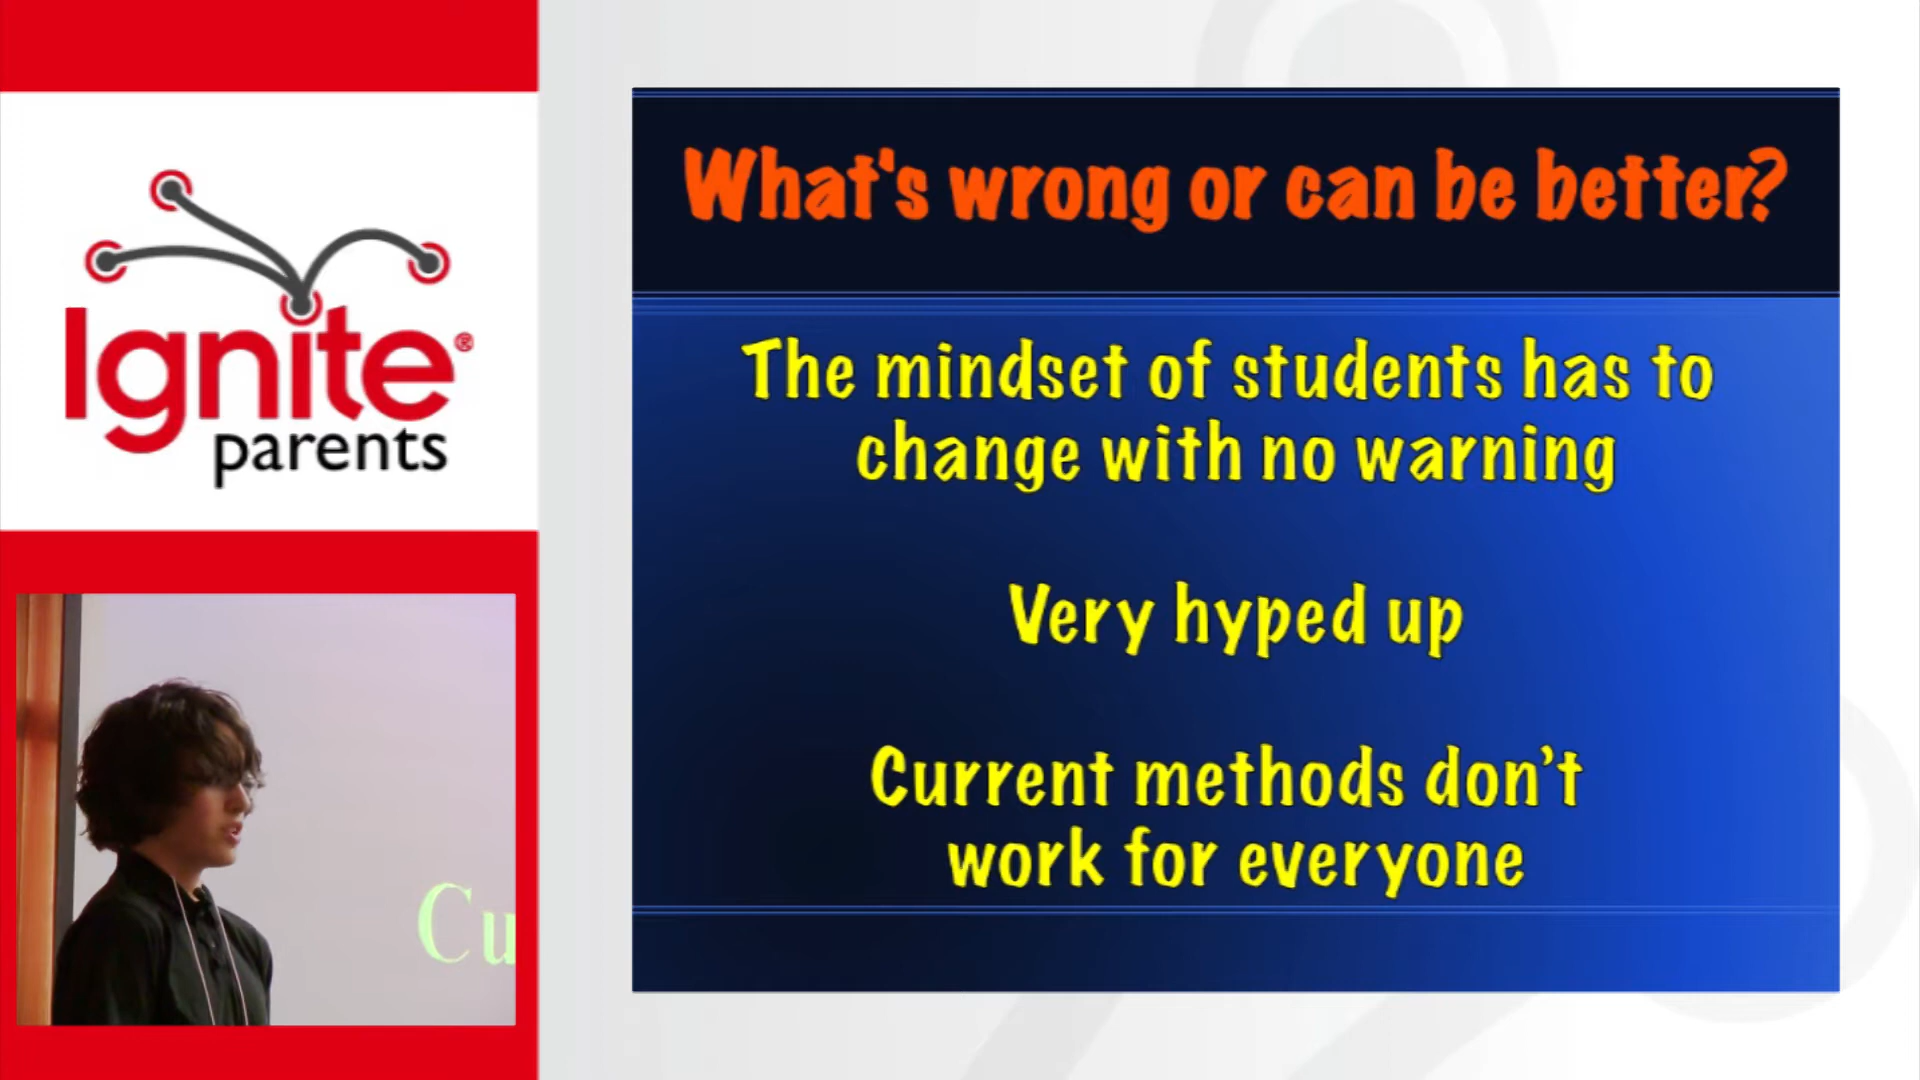 Ignite®
parents
What's wrong or can be better?
The mindset of students has to
change with no warning
Very hyped up
Current methods don't
work for everyone
Cu